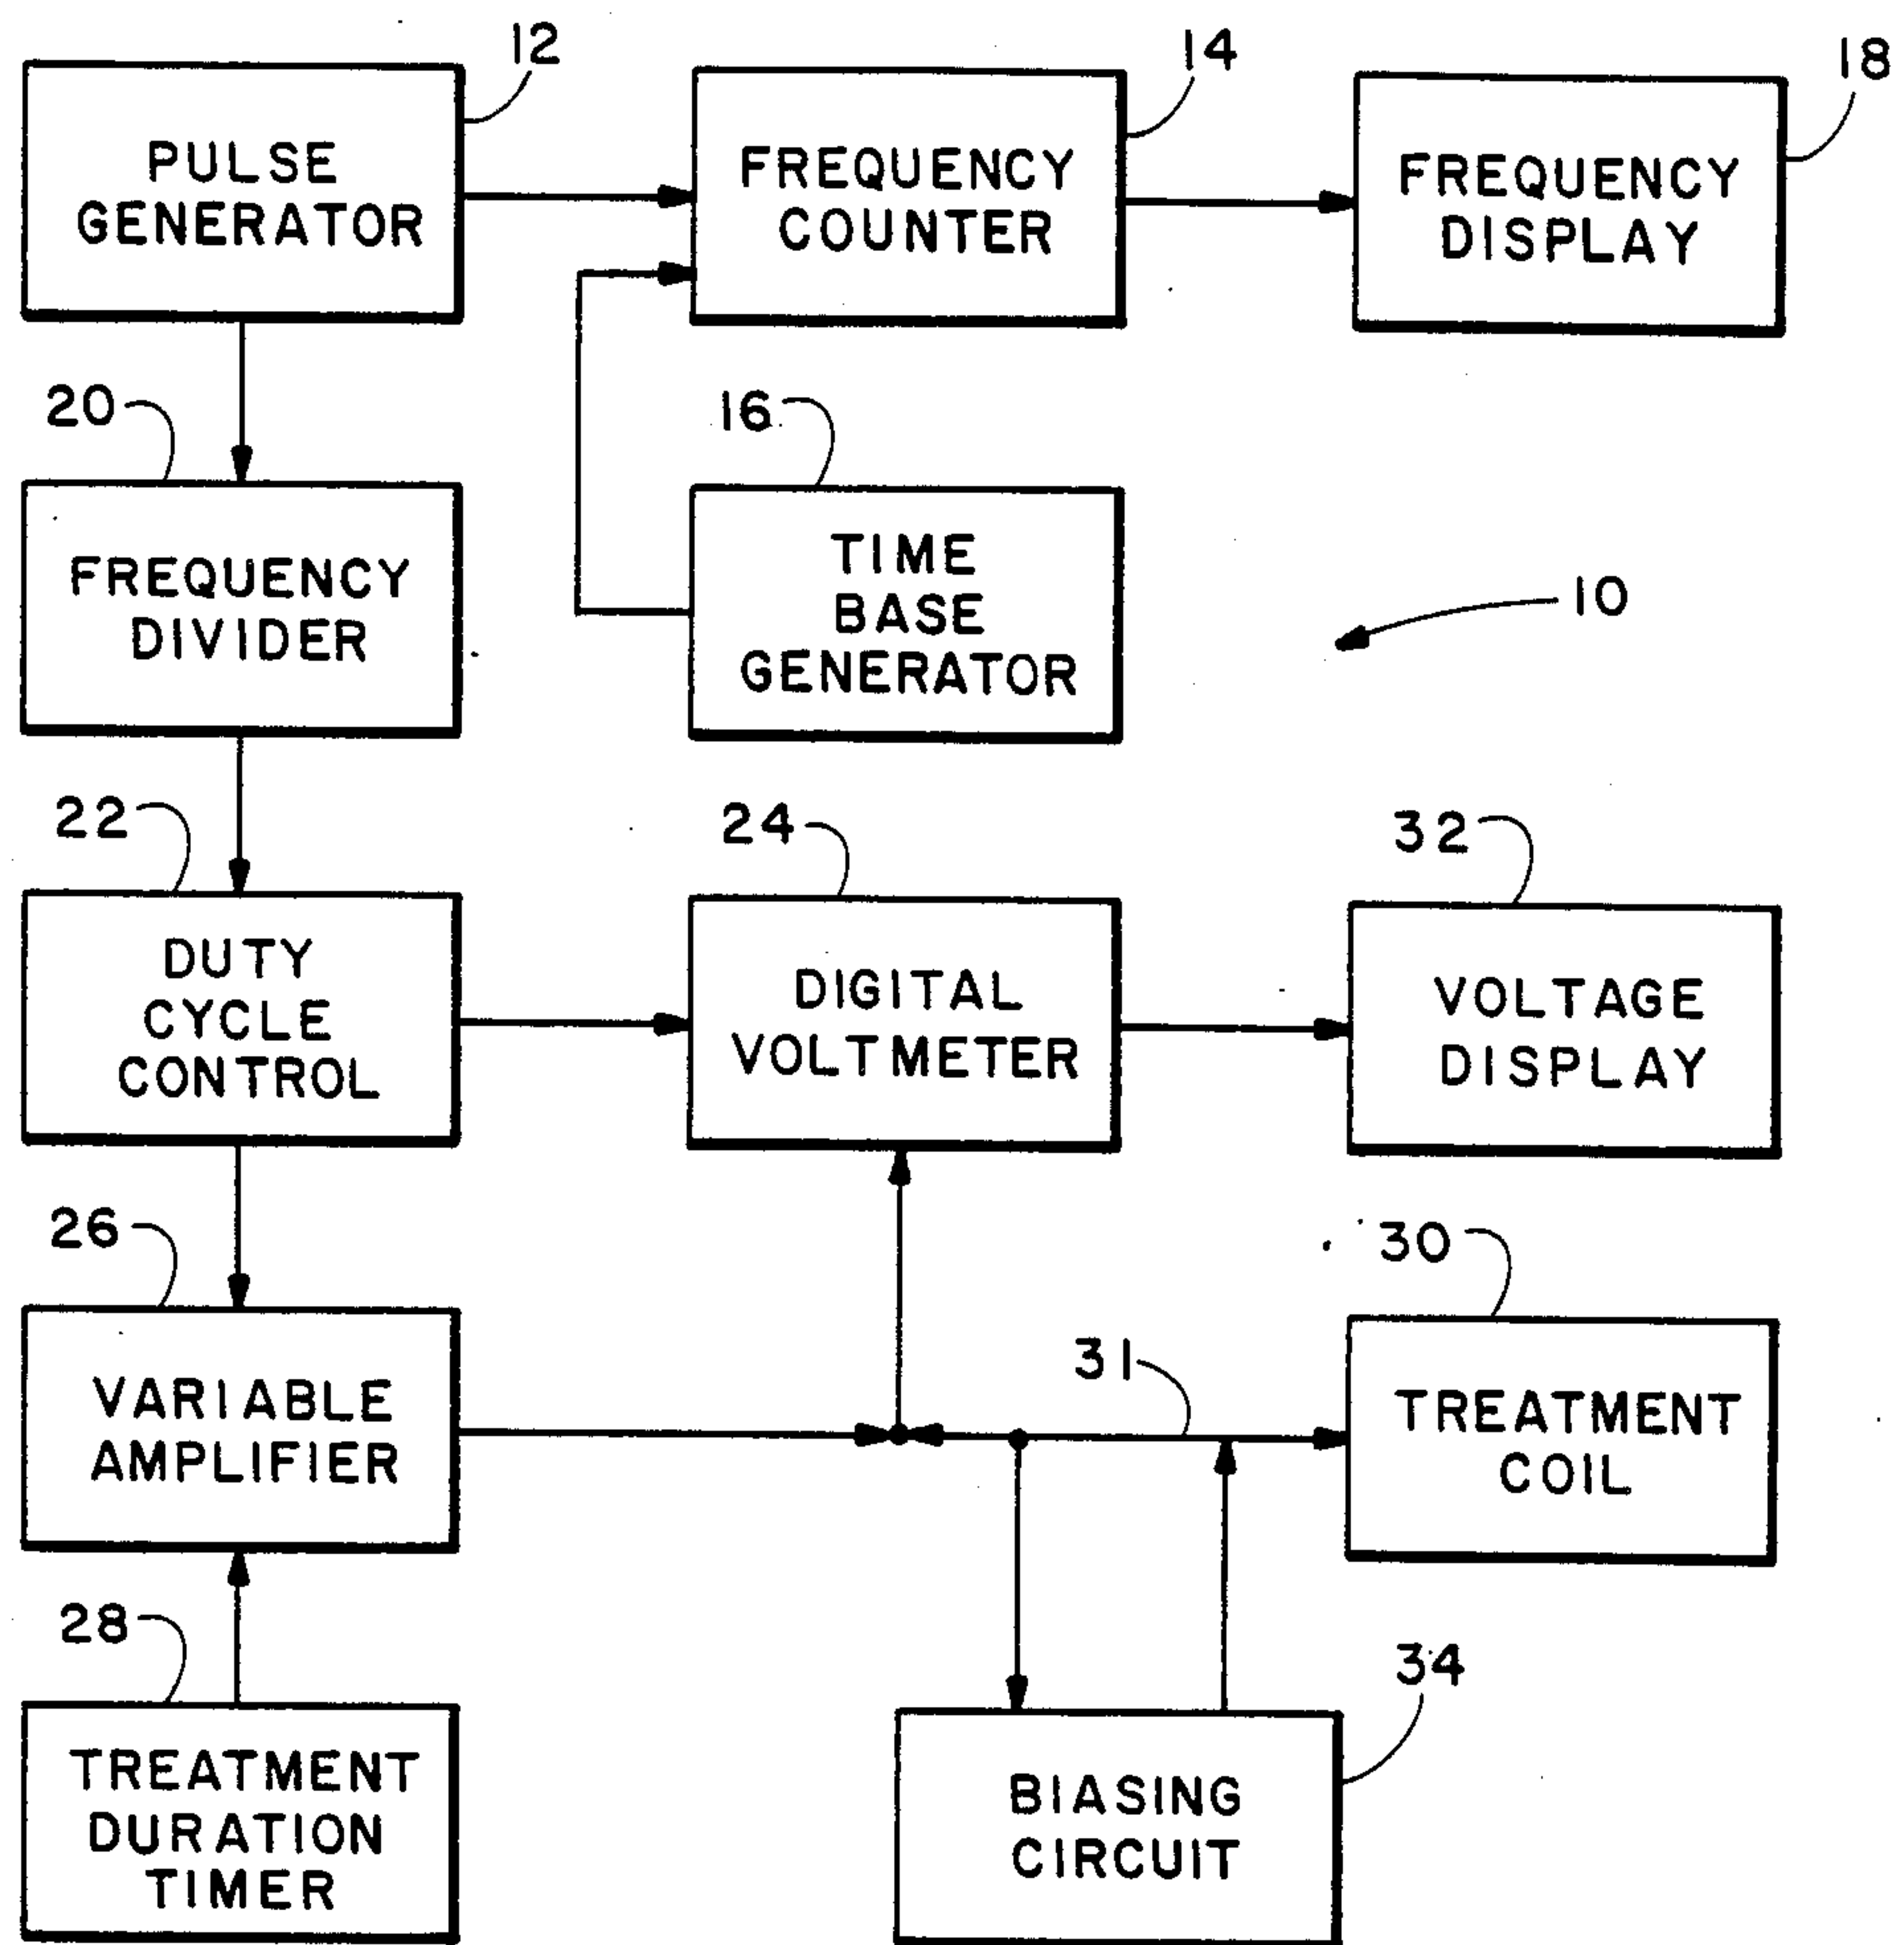 12
14
18
PULSE
GENERATOR
FREQUENCY
COUNTER
FREQUENCY
DISPLAY
20
16
FREQUENCY
DIVIDER
TIME
BASE
GENERATOR
10
22
24
32
DUTY
CYCLE
CONTROL
DIGITAL
VOLTMETER
VOLTAGE
DISPLAY
26
30
31
VARIABLE
AMPLIFIER
TREATMENT
COIL
28
34
TREATMENT
DURATION
TIMER
BIASING
CIRCUIT